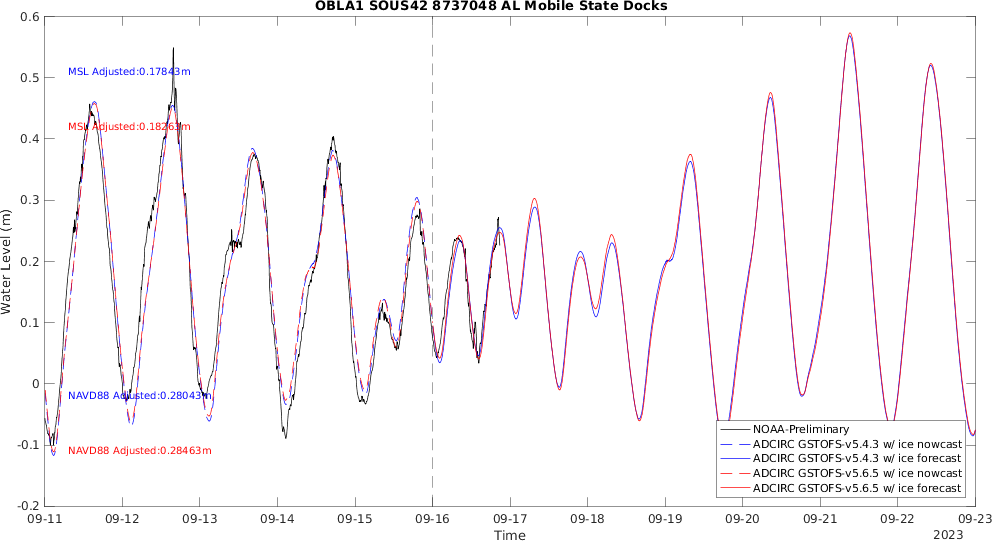 OBLA1 SOUS42 8737048 AL Mobile State Docks
0.6
0.5
0.4
0.3
0.2
0.1
0
-0.1
-0.2
Water Level (m)
MSL Adjusted:0.17843m
MSL Adjusted:0.18263m
NAVD88 Adjusted:0.28043m
NAVD88 Adjusted:0.28463m
NOAA-Preliminary
ADCIRC GSTOFS-v5.4.3 w/ ice nowcast
ADCIRC GSTOFS-v5.4.3 w/ ice forecast
ADCIRC GSTOFS-v5.6.5 w/ ice nowcast
ADCIRC GSTOFS-v5.6.5 w/ ice forecast
09-11 09-12 09-13 09-14 09-15 09-16 09-17 09-18 09-19 09-20 09-21 09-22 09-23
Time
2023